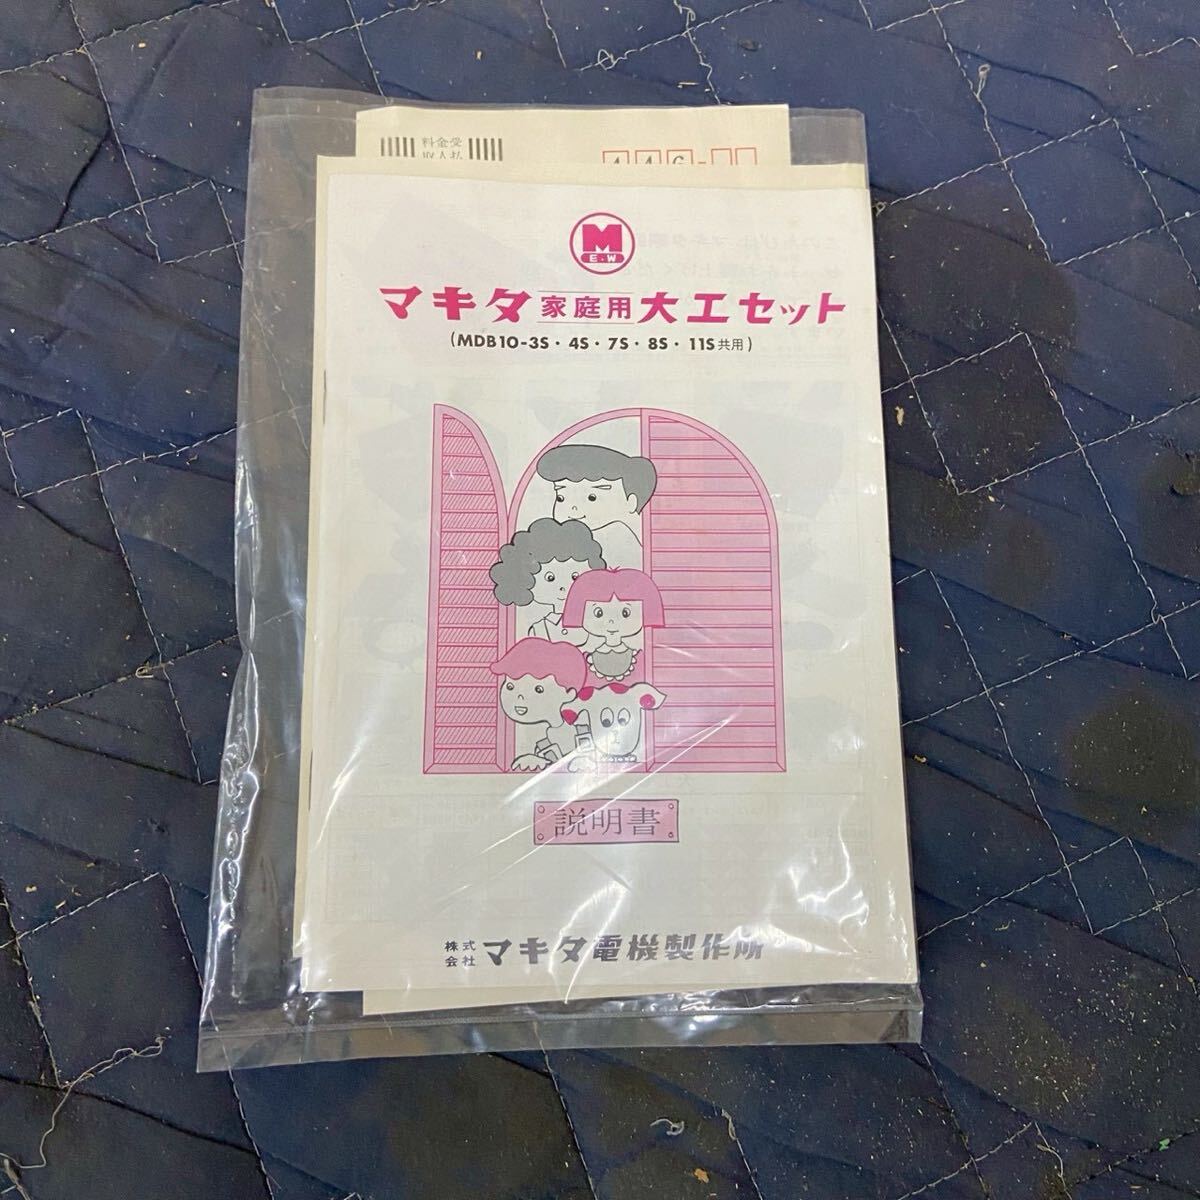 料金受
取人払
446-
M
E.W
マキタ家庭用大工セット
(MDB10-3S・4S・7S・8S・11S共用)
説明書
株式会社 マキタ電機製作所